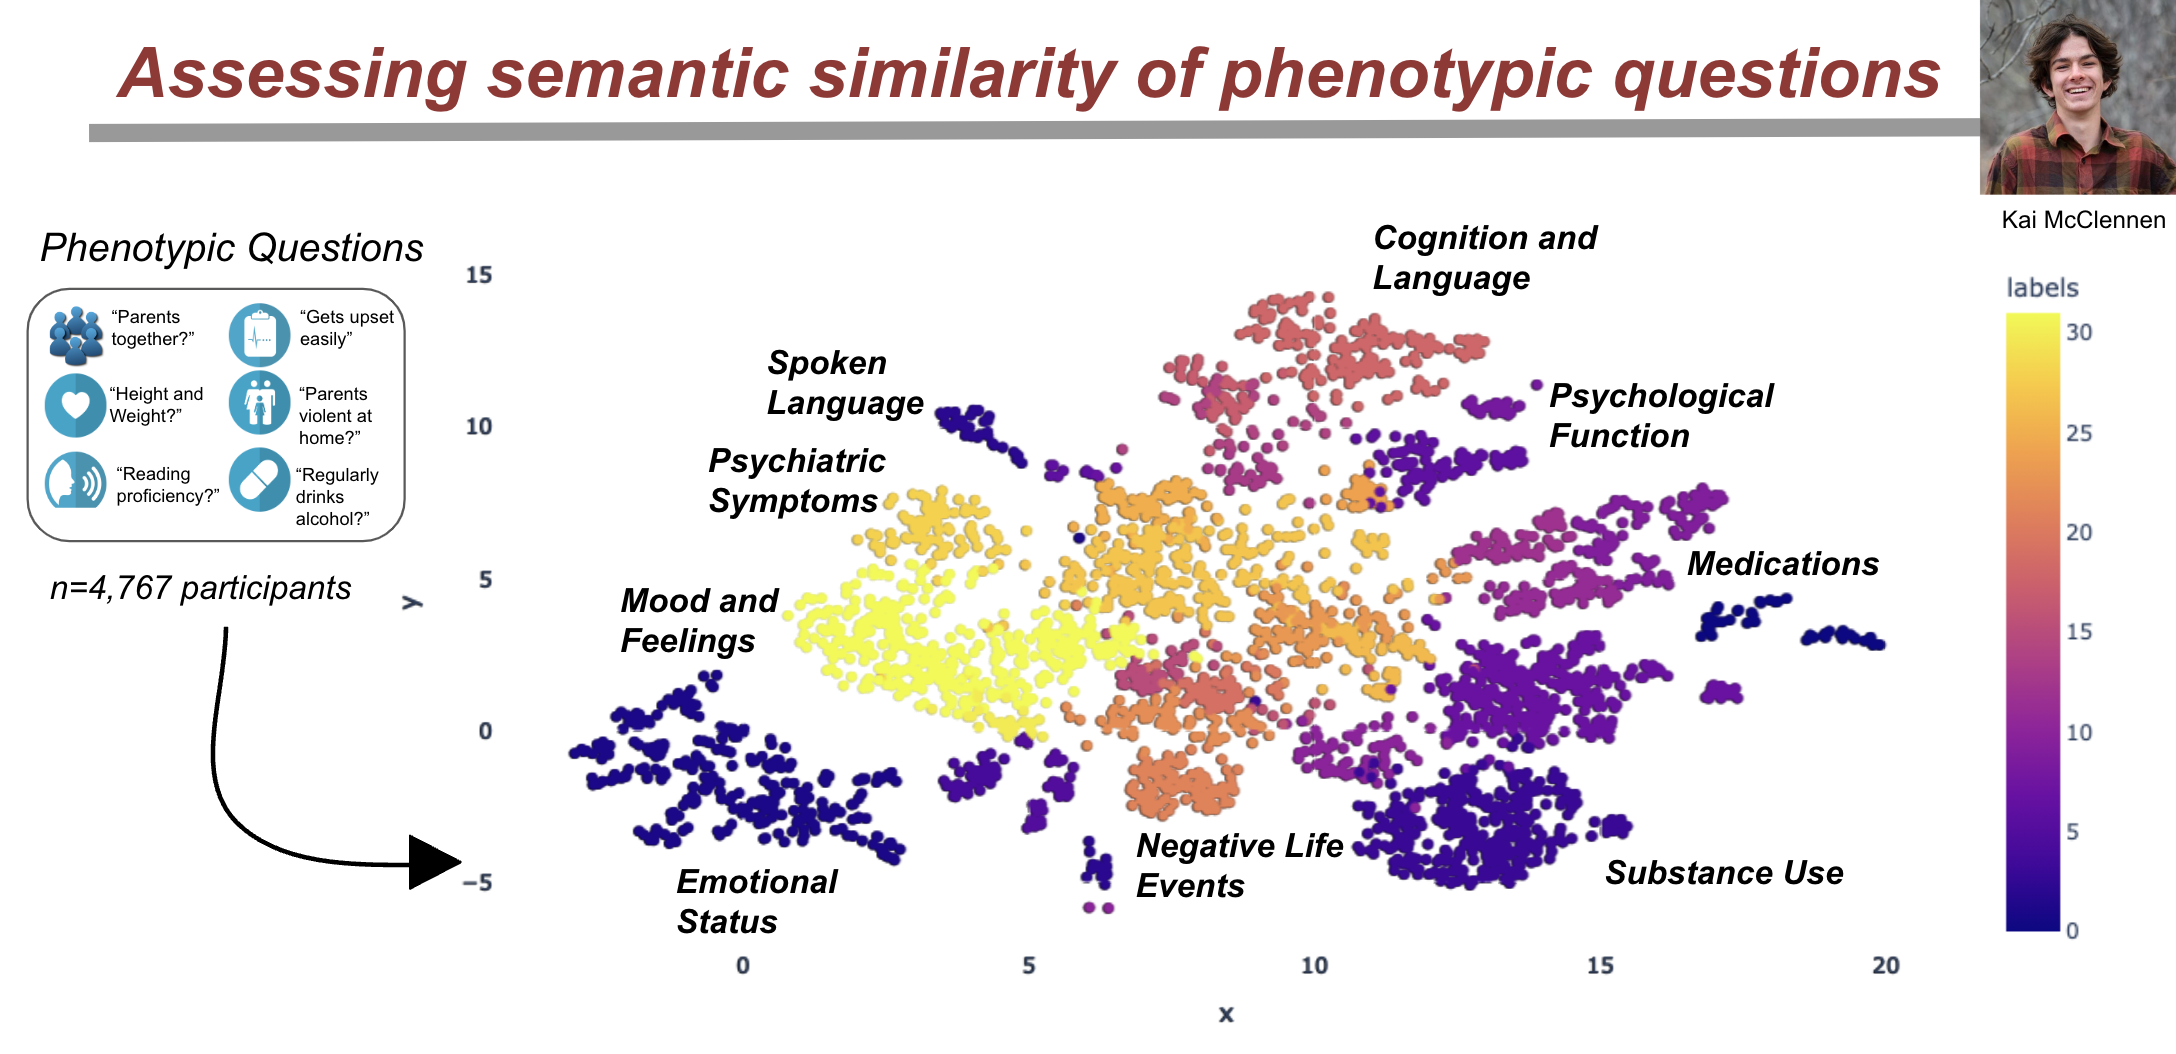 Assessing semantic similarity of phenotypic questions
Kai McClennen
Phenotypic Questions
“Parents
together?”
“Gets upset
easily”
“Height and
Weight?”
“Parents
violent at
home?”
“Reading
proficiency?”
“Regularly
drinks
alcohol?”
n=4,767 participants
Cognition and
Language
Spoken
Language
Psychological
Function
Psychiatric
Symptoms
Medications
Mood and
Feelings
Negative Life
Events
Substance Use
Emotional
Status
15
10
5
0
−5
y
0
5
10
15
20
x
labels
30
25
20
15
10
5
0